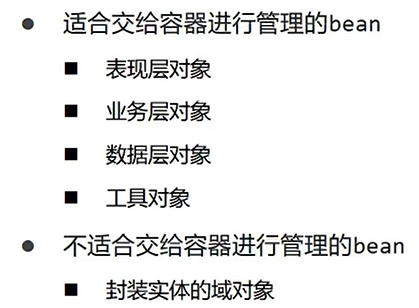 ● 适合交给容器进行管理的bean
■ 表现层对象
■ 业务层对象
■ 数据层对象
■ 工具对象
● 不适合交给容器进行管理的bean
■ 封装实体的域对象